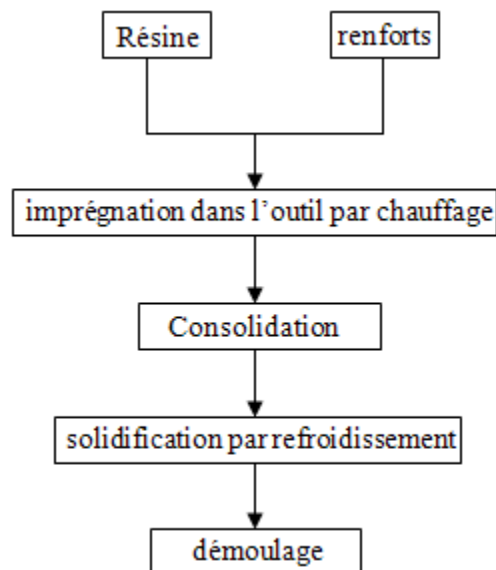 Résine
renforts
imprégnation dans l'outil par chauffage
Consolidation
solidification par refroidissement
démoulage